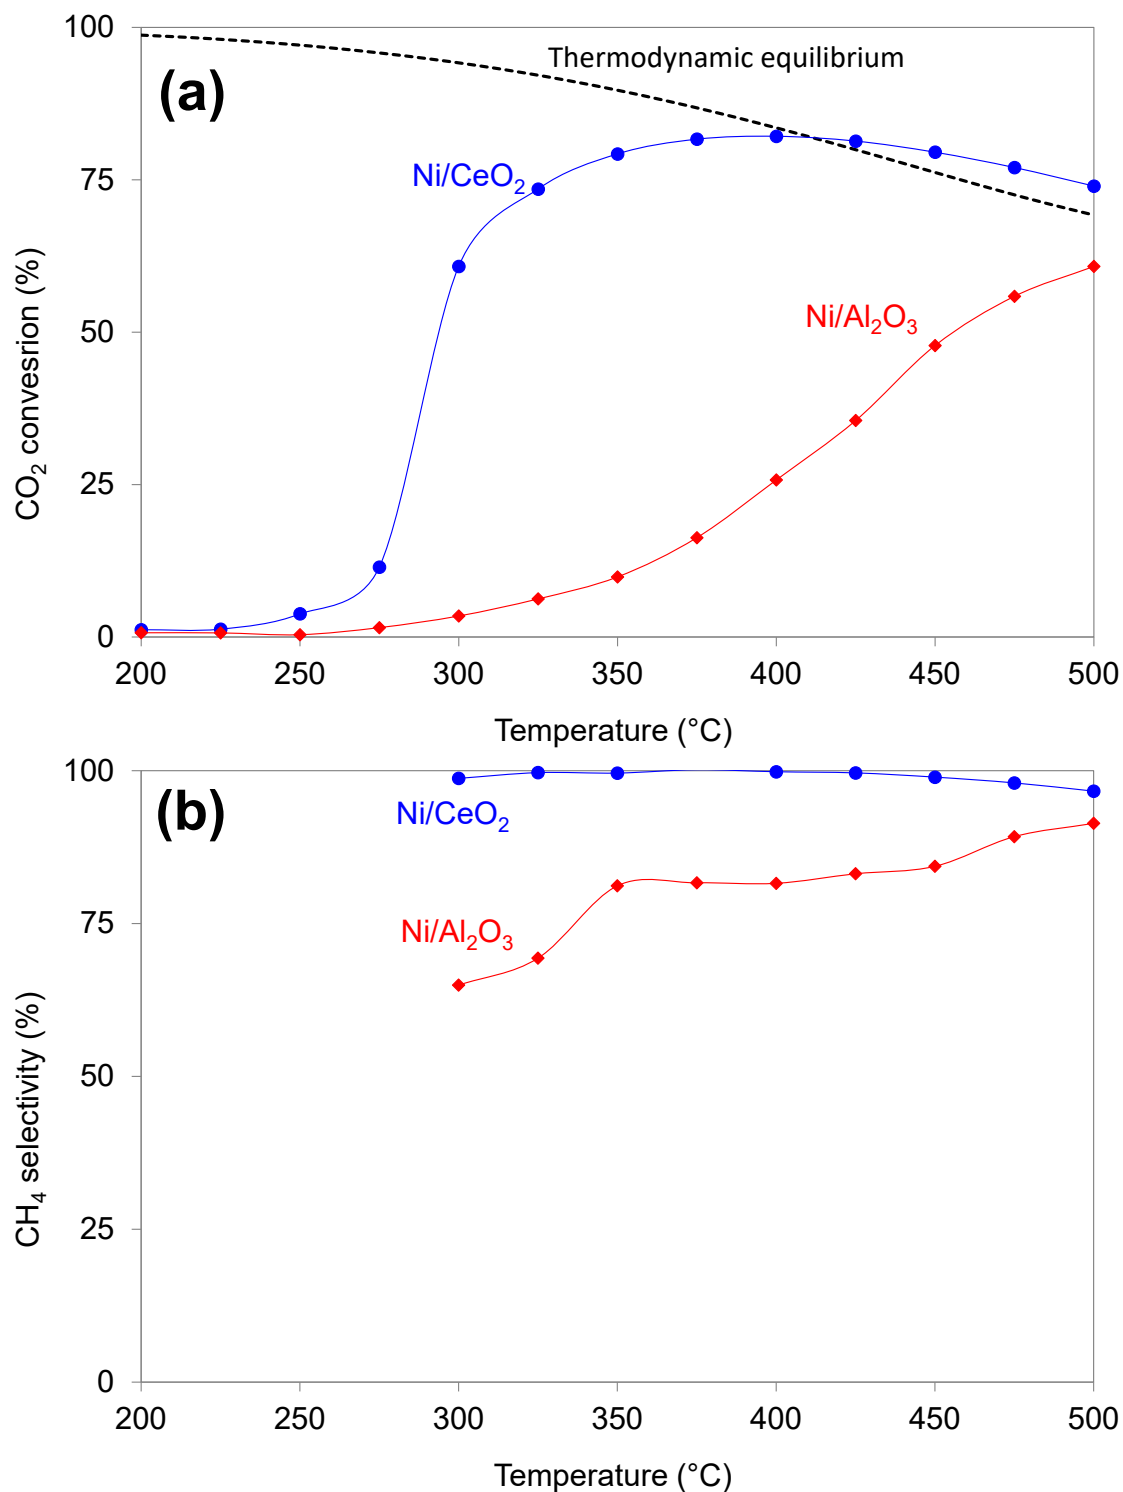 100
Thermodynamic equilibrium
(a)
Ni/CeO₂
75
CO₂ convesrion (%)
50
Ni/Al₂O₃
25
0
200 250 300 350 400 450 500
Temperature (°C)
100
(b)
Ni/CeO₂
75
Ni/Al₂O₃
CH₄ selectivity (%)
50
25
0
200 250 300 350 400 450 500
Temperature (°C)